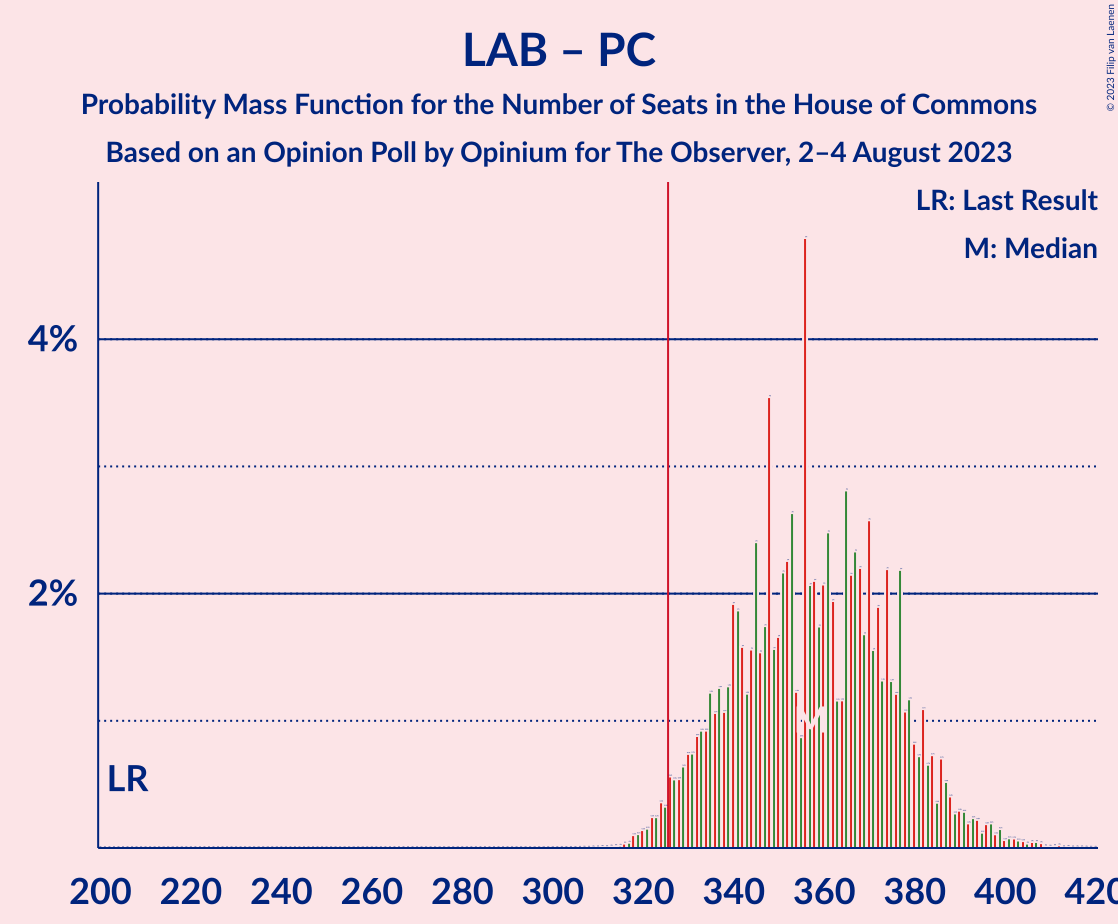 LAB – PC
Probability Mass Function for the Number of Seats in the House of Commons
Based on an Opinion Poll by Opinium for The Observer, 2–4 August 2023
© 2023 Filip van Laenen
LR: Last Result
M: Median
4%
2%
LR
200 220 240 260 280 300 320 340 360 380 400 420